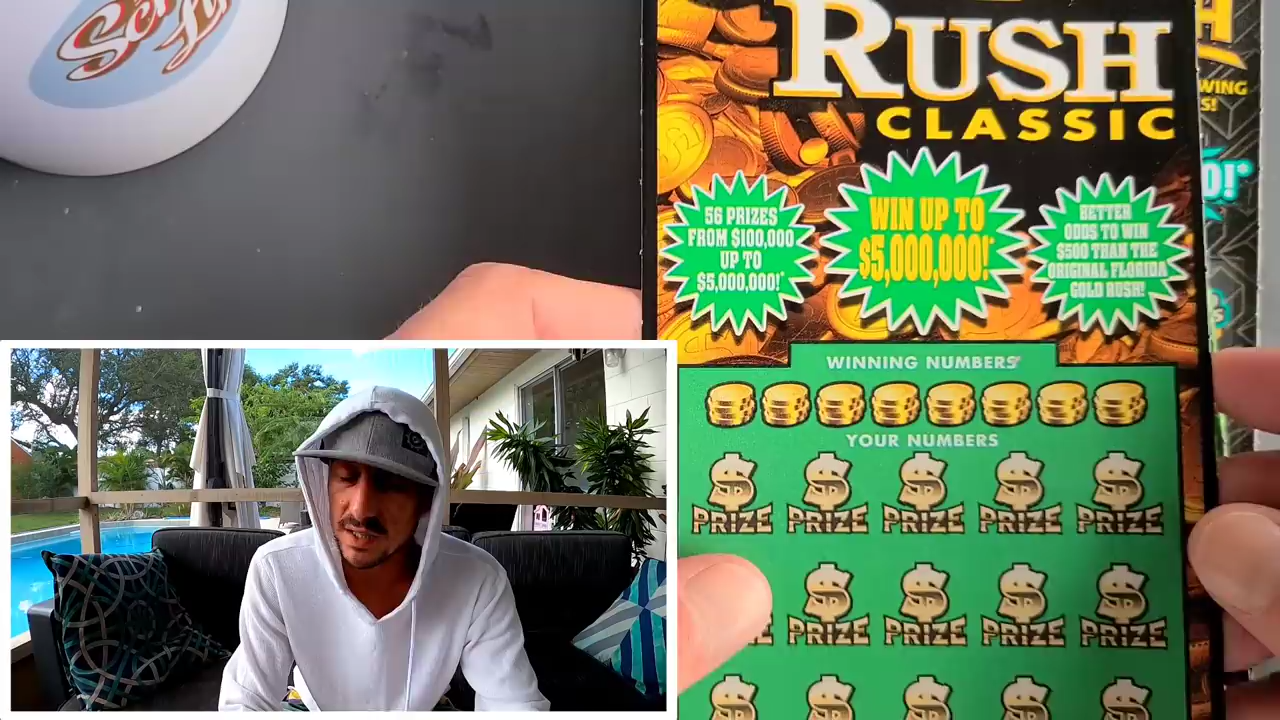 RUSH
CLASSIC
56 PRIZES
FROM $100,000
UP TO
$5,000,000!*
WIN UP TO
$5,000,000!*
BETTER
ODDS TO WIN
$500 THAN THE
ORIGINAL FLORIDA
GOLD RUSH!
WINNING NUMBERS
YOUR NUMBERS
PRIZE PRIZE PRIZE PRIZE PRIZE
PRIZE PRIZE PRIZE PRIZE